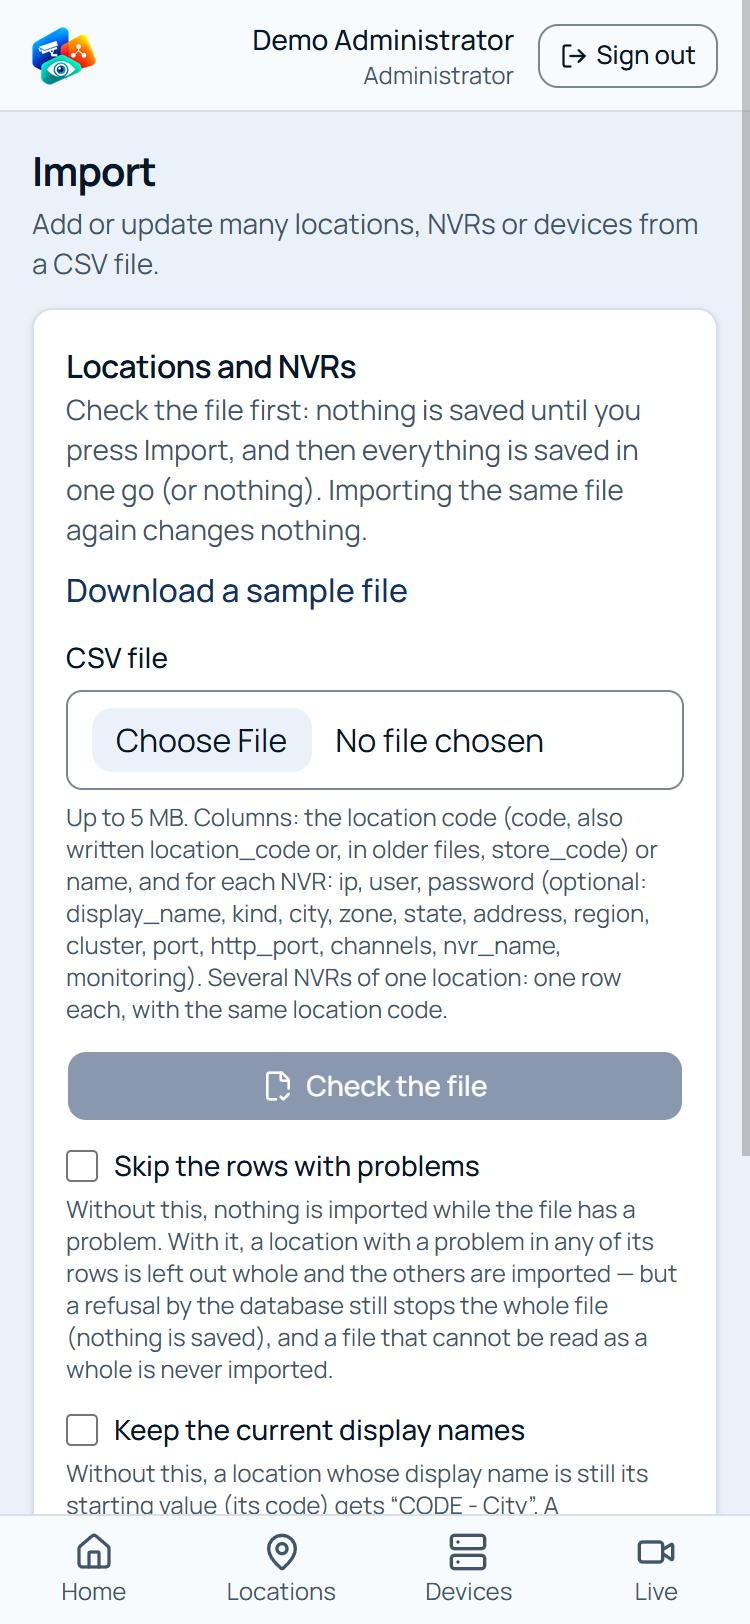 Demo Administrator
Administrator
Sign out
Import
Add or update many locations, NVRs or devices from
a CSV file.
Locations and NVRs
Check the file first: nothing is saved until you
press Import, and then everything is saved in
one go (or nothing). Importing the same file
again changes nothing.
Download a sample file
CSV file
Choose File No file chosen
Up to 5 MB. Columns: the location code (code, also
written location_code or, in older files, store_code) or
name, and for each NVR: ip, user, password (optional:
display_name, kind, city, zone, state, address, region,
cluster, port, http_port, channels, nvr_name,
monitoring). Several NVRs of one location: one row
each, with the same location code.
Check the file
Skip the rows with problems
Without this, nothing is imported while the file has a
problem. With it, a location with a problem in any of its
rows is left out whole and the others are imported — but
a refusal by the database still stops the whole file
(nothing is saved), and a file that cannot be read as a
whole is never imported.
Keep the current display names
Without this, a location whose display name is still its
starting value (its code) gets “CODE - City”. A
Home Locations Devices Live